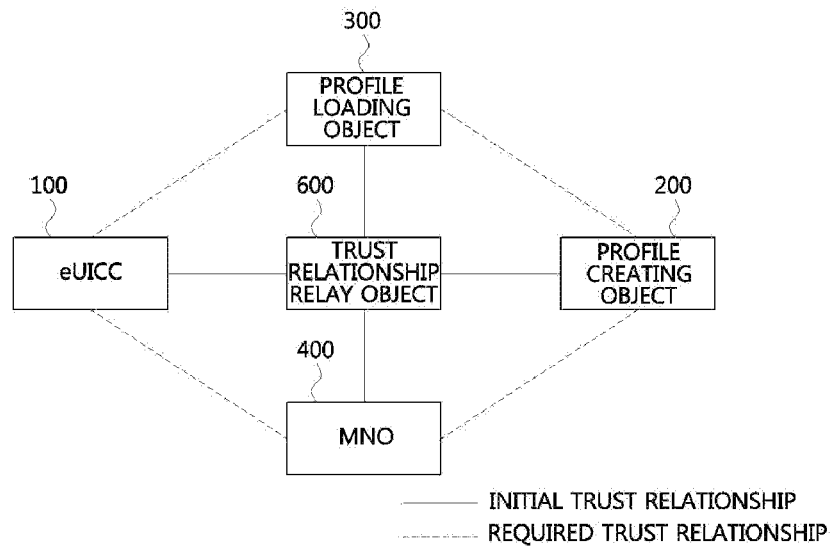 300
PROFILE
LOADING
OBJECT
100
600
200
eUICC
TRUST
RELATIONSHIP
RELAY OBJECT
PROFILE
CREATING
OBJECT
400
MNO
INITIAL TRUST RELATIONSHIP
REQUIRED TRUST RELATIONSHIP